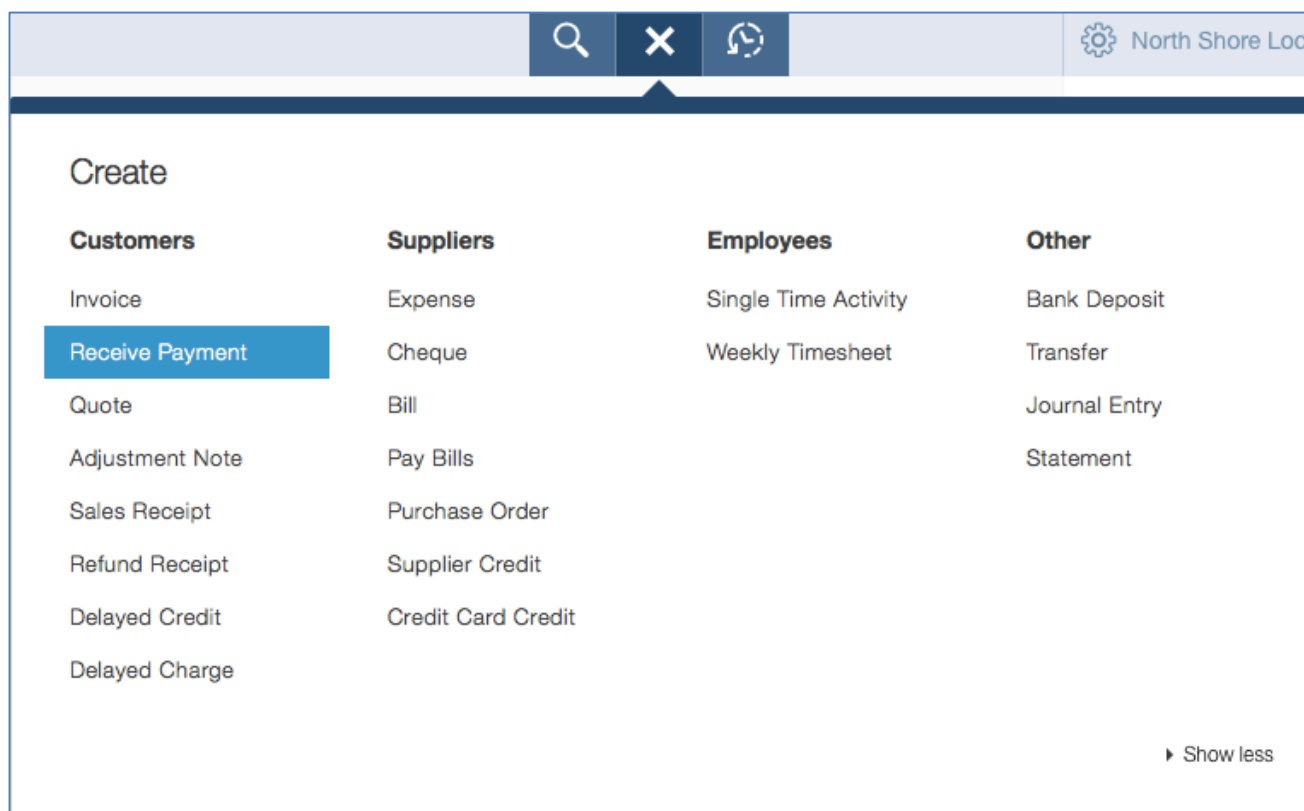 North Shore Loc
Create
Customers
Invoice
Receive Payment
Quote
Adjustment Note
Sales Receipt
Refund Receipt
Delayed Credit
Delayed Charge
Suppliers
Expense
Cheque
Bill
Pay Bills
Purchase Order
Supplier Credit
Credit Card Credit
Employees
Single Time Activity
Weekly Timesheet
Other
Bank Deposit
Transfer
Journal Entry
Statement
Show less